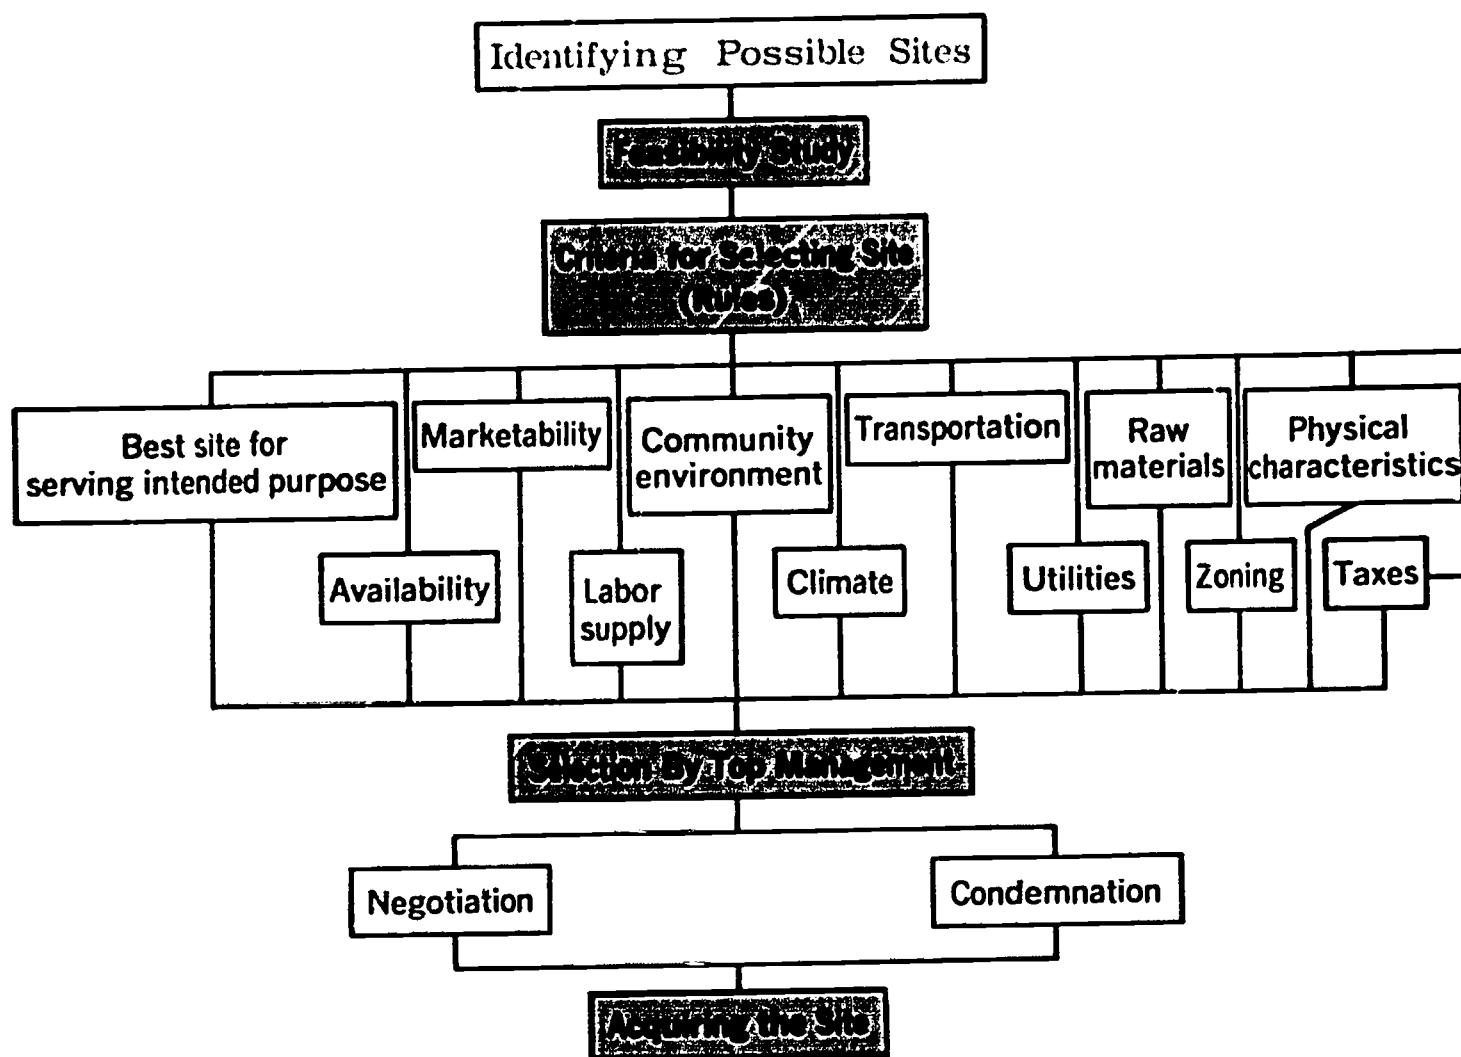 Identifying Possible Sites
Feasibility Study
Criteria for Selecting Site
(Rules)
Best site for
serving intended purpose
Marketability
Community
environment
Transportation
Raw
materials
Physical
characteristics
Availability
Labor
supply
Climate
Utilities
Zoning
Taxes
Selection By Top Management
Negotiation
Condemnation
Acquiring the Site